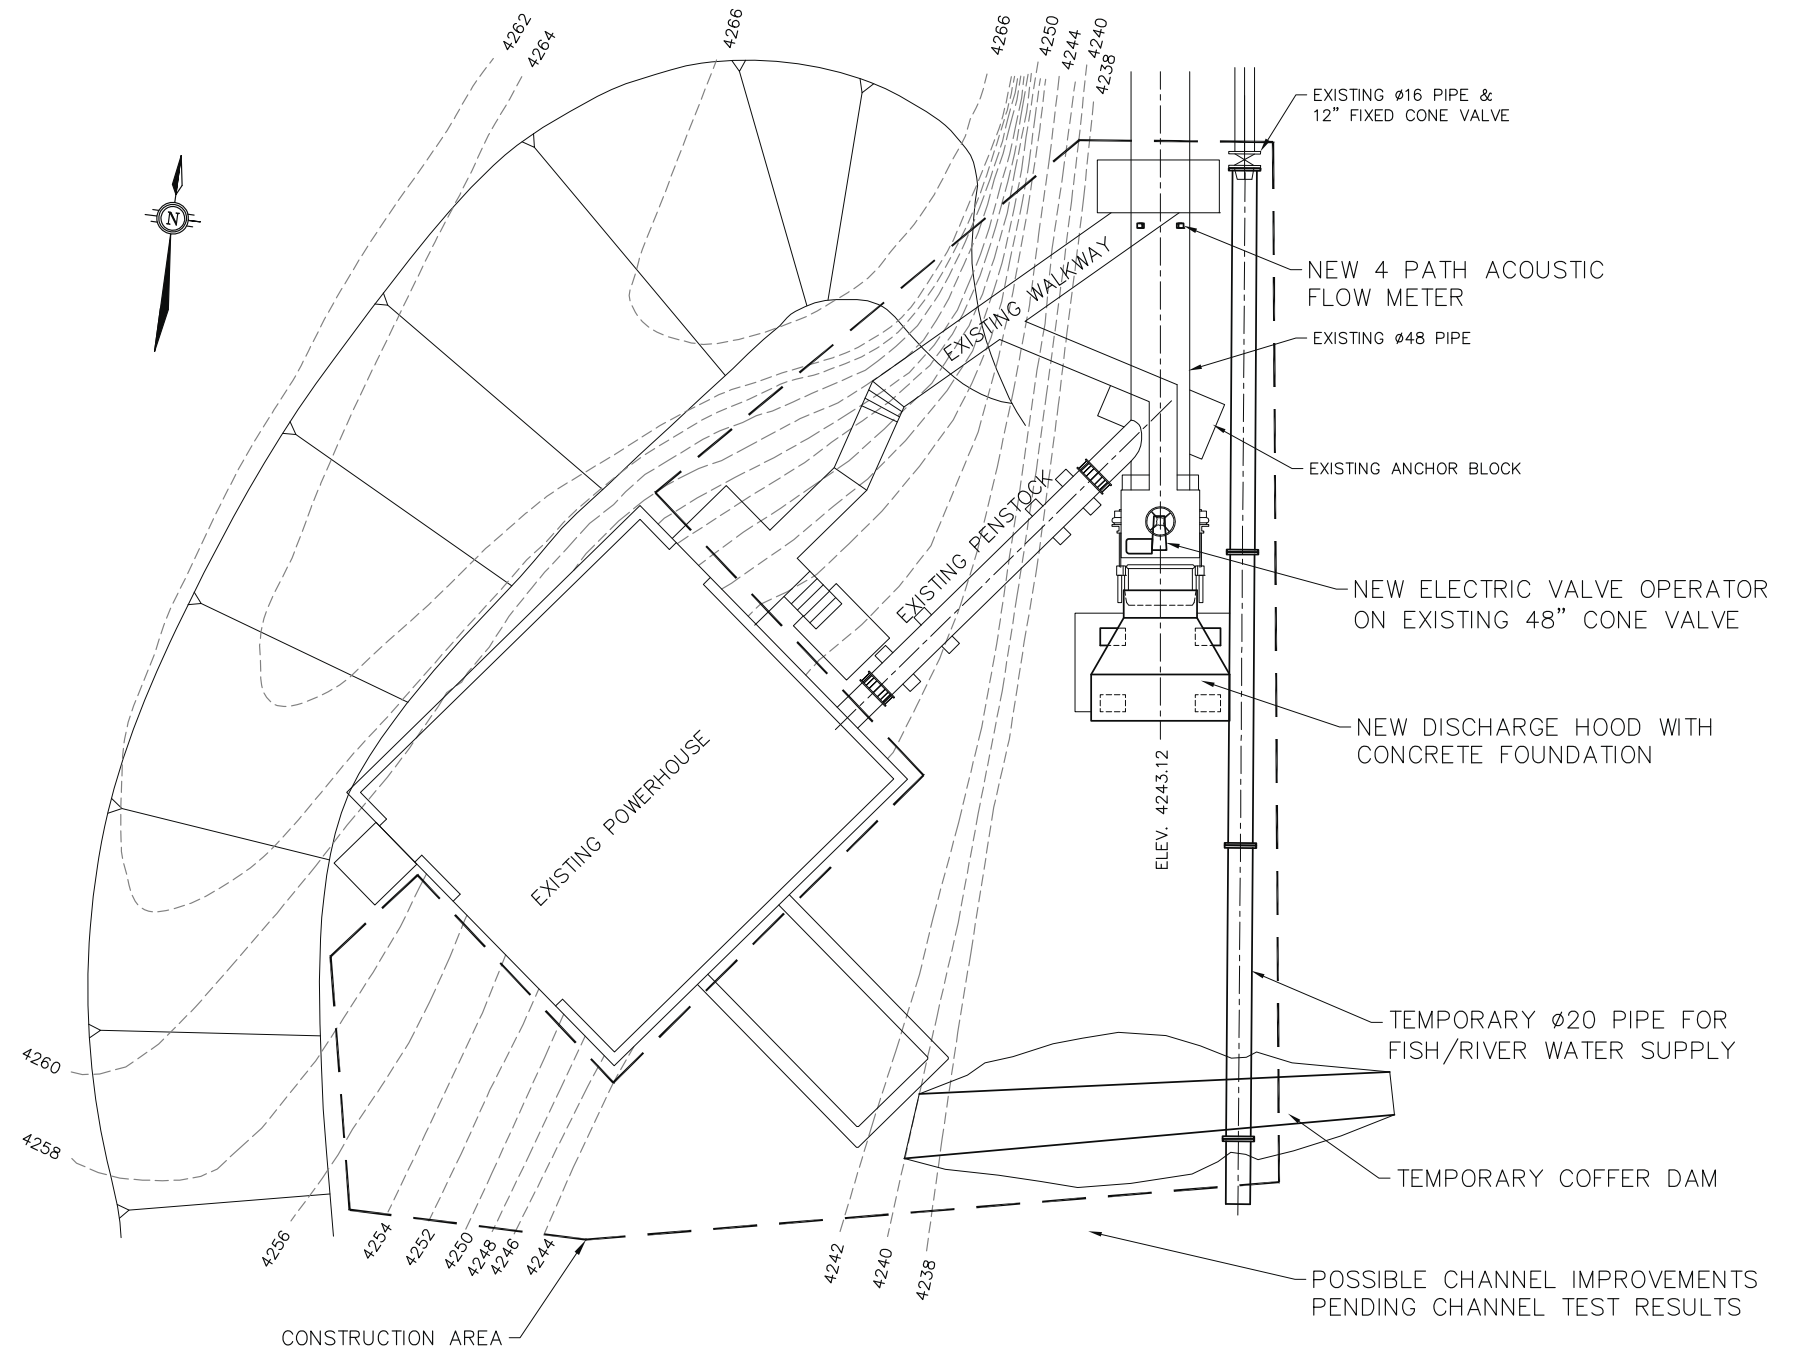 4262
4264
4266
4266
4250
4244
4240
4238
EXISTING ø16 PIPE &
12" FIXED CONE VALVE
N
NEW 4 PATH ACOUSTIC
FLOW METER
EXISTING WALKWAY
EXISTING ø48 PIPE
EXISTING ANCHOR BLOCK
EXISTING PENSTOCK
NEW ELECTRIC VALVE OPERATOR
ON EXISTING 48" CONE VALVE
NEW DISCHARGE HOOD WITH
CONCRETE FOUNDATION
EXISTING POWERHOUSE
ELEV. 4243.12
TEMPORARY ø20 PIPE FOR
FISH/RIVER WATER SUPPLY
4260
4258
TEMPORARY COFFER DAM
4256
4254
4252
4250
4248
4246
4244
4242
4240
4238
POSSIBLE CHANNEL IMPROVEMENTS
PENDING CHANNEL TEST RESULTS
CONSTRUCTION AREA